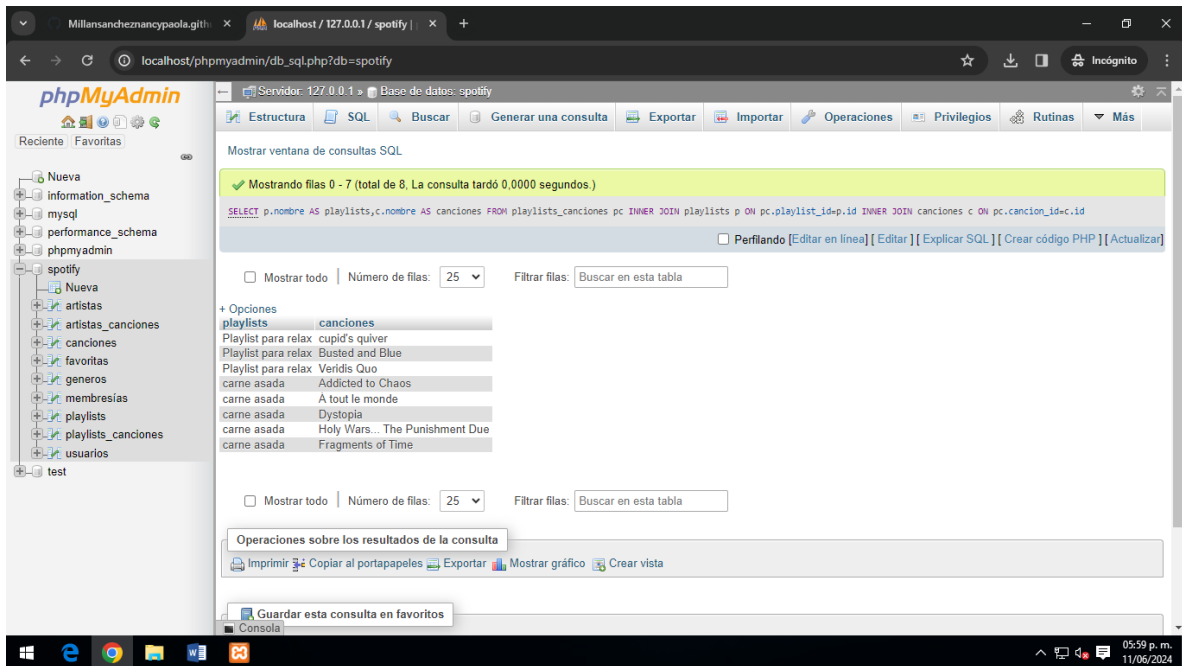 Millansancheznancypaola.gith
localhost / 127.0.0.1 / spotify |
localhost/phpmyadmin/db_sql.php?db=spotify
Incógnito
phpMyAdmin
Reciente Favoritas
Nueva
information_schema
mysql
performance_schema
phpmyadmin
spotify
Nueva
artistas
artistas_canciones
canciones
favoritas
generos
membresías
playlists
playlists_canciones
usuarios
test
Servidor: 127.0.0.1 » Base de datos: spotify
Estructura SQL Buscar Generar una consulta Exportar Importar Operaciones Privilegios Rutinas Más
Mostrar ventana de consultas SQL
Mostrando filas 0 - 7 (total de 8, La consulta tardó 0,0000 segundos.)
SELECT p.nombre AS playlists,c.nombre AS canciones FROM playlists_canciones pc INNER JOIN playlists p ON pc.playlist_id=p.id INNER JOIN canciones c ON pc.cancion_id=c.id
Perfilando [Editar en línea] [ Editar ] [ Explicar SQL ] [ Crear código PHP ] [ Actualizar]
Mostrar todo | Número de filas: 25 Filtrar filas: Buscar en esta tabla
+ Opciones
playlists canciones
Playlist para relax cupid's quiver
Playlist para relax Busted and Blue
Playlist para relax Veridis Quo
carne asada Addicted to Chaos
carne asada À tout le monde
carne asada Dystopia
carne asada Holy Wars... The Punishment Due
carne asada Fragments of Time
Mostrar todo | Número de filas: 25 Filtrar filas: Buscar en esta tabla
Operaciones sobre los resultados de la consulta
Imprimir Copiar al portapapeles Exportar Mostrar gráfico Crear vista
Guardar esta consulta en favoritos
Consola
05:59 p. m.
11/06/2024